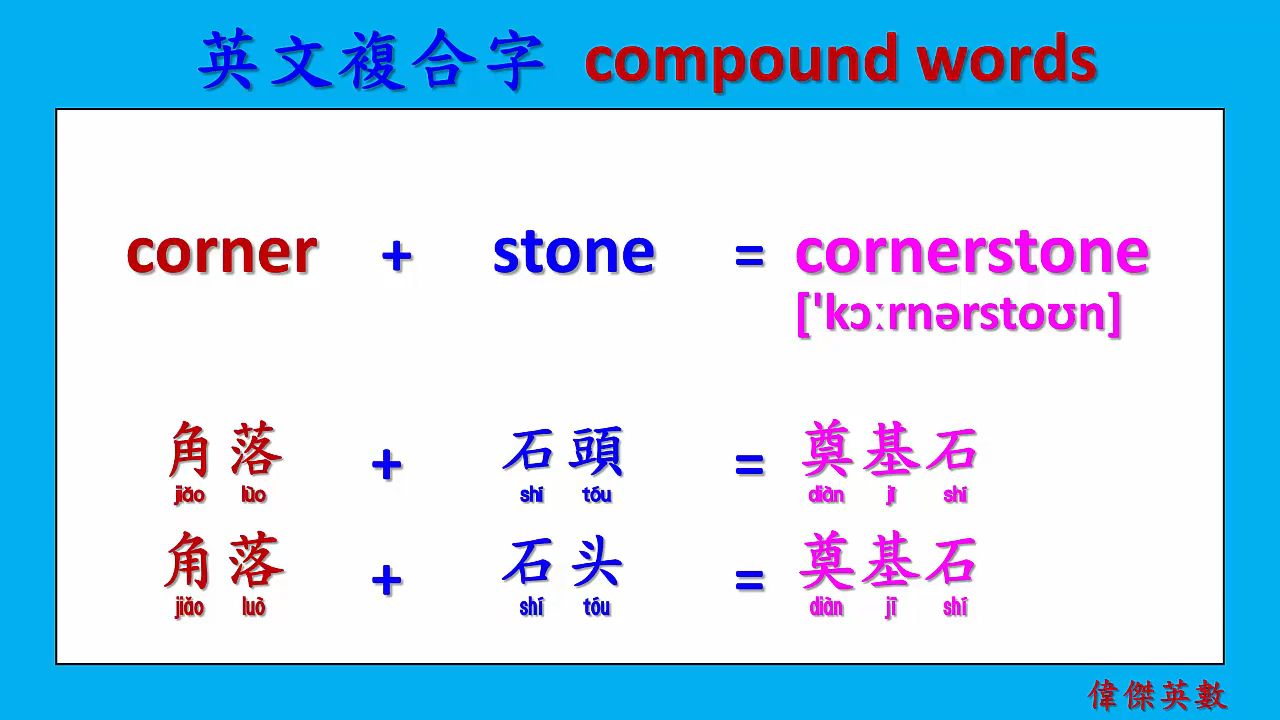 英文複合字 compound words
corner + stone = cornerstone
['kɔːrnərstoʊn]
角落 + 石頭 = 奠基石
jiǎo lùo shí tóu diàn jī shí
角落 + 石头 = 奠基石
jiǎo luò shí tóu diàn jī shí
偉傑英數